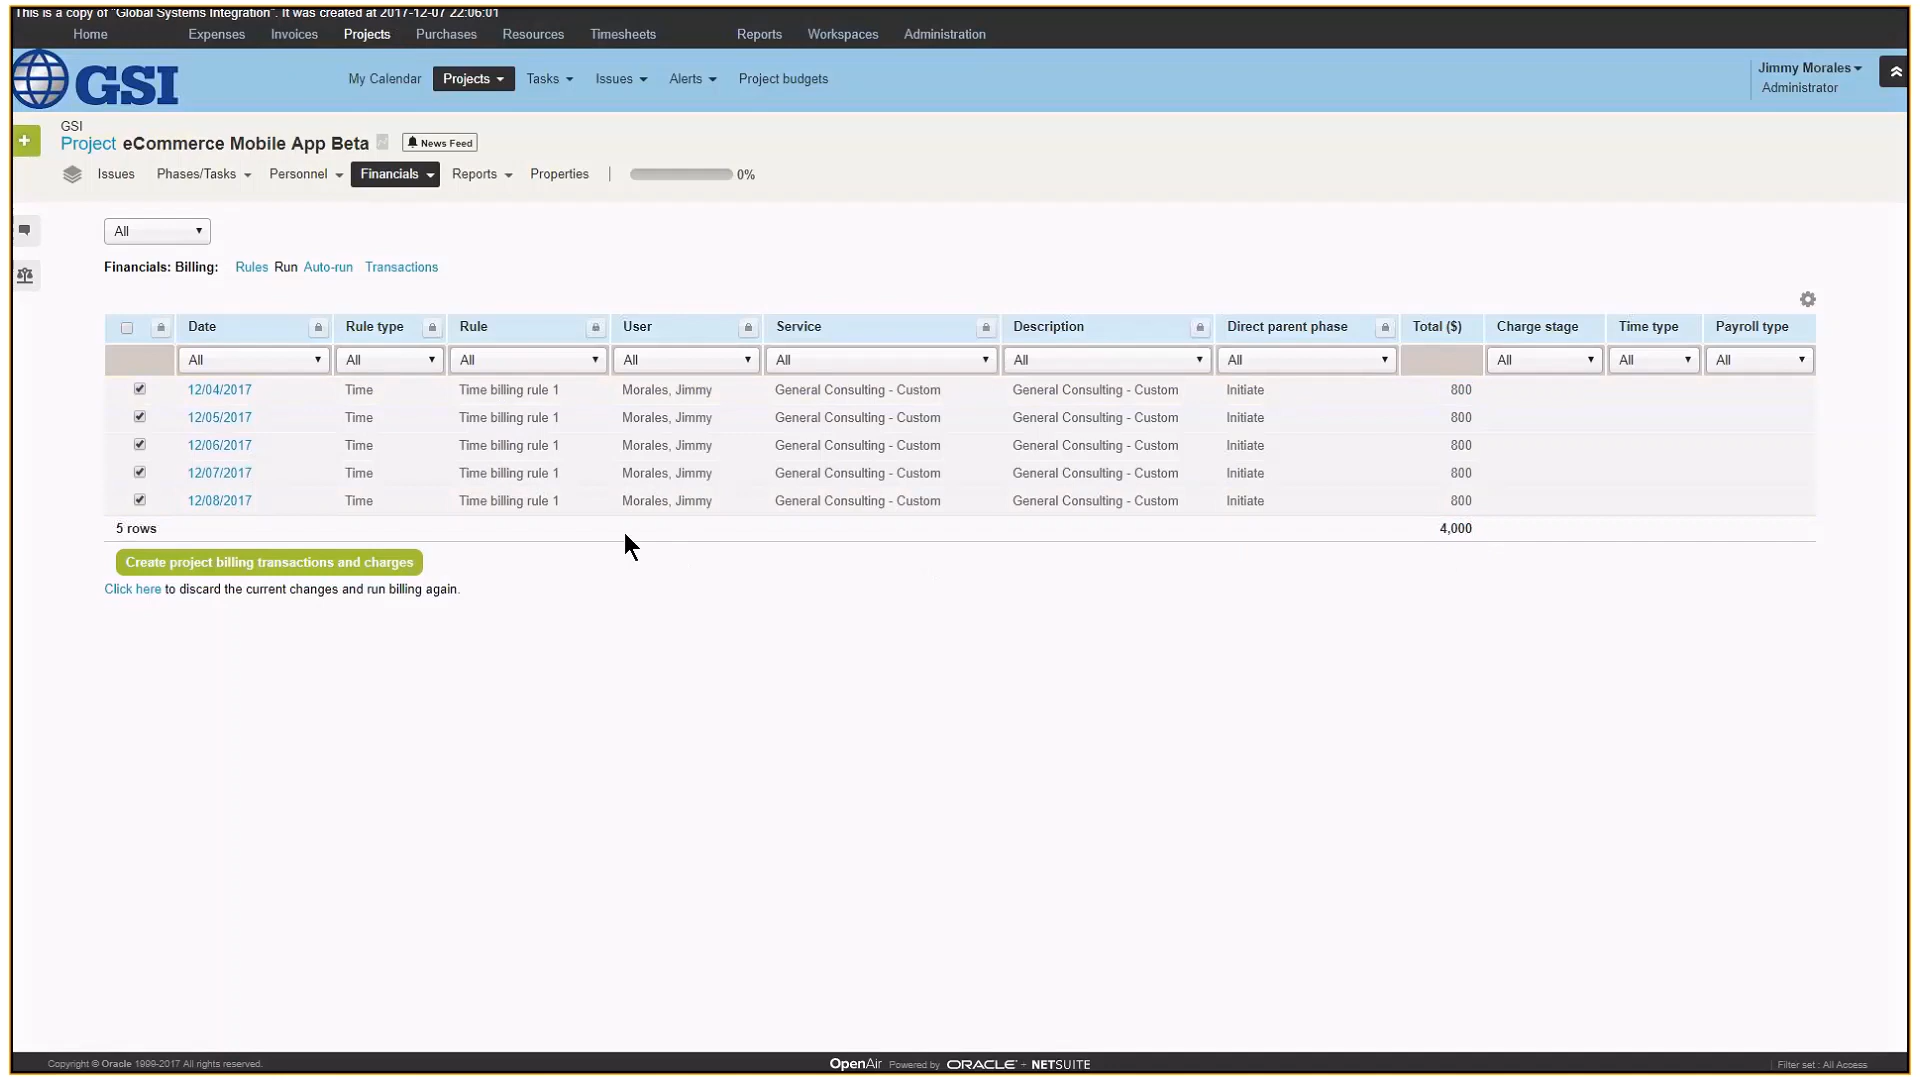 This is a copy of "Global Systems Integration". It was created at 2017-12-07 22:06:01
Home Expenses Invoices Projects Purchases Resources Timesheets Reports Workspaces Administration
GSI
My Calendar Projects Tasks Issues Alerts Project budgets
Jimmy Morales
Administrator
GSI
Project eCommerce Mobile App Beta News Feed
Issues Phases/Tasks Personnel Financials Reports Properties 0%
All
Financials: Billing: Rules Run Auto-run Transactions
Date Rule type Rule User Service Description Direct parent phase Total ($) Charge stage Time type Payroll type
All All All All All All All All All All
12/04/2017 Time Time billing rule 1 Morales, Jimmy General Consulting - Custom General Consulting - Custom Initiate 800
12/05/2017 Time Time billing rule 1 Morales, Jimmy General Consulting - Custom General Consulting - Custom Initiate 800
12/06/2017 Time Time billing rule 1 Morales, Jimmy General Consulting - Custom General Consulting - Custom Initiate 800
12/07/2017 Time Time billing rule 1 Morales, Jimmy General Consulting - Custom General Consulting - Custom Initiate 800
12/08/2017 Time Time billing rule 1 Morales, Jimmy General Consulting - Custom General Consulting - Custom Initiate 800
5 rows 4,000
Create project billing transactions and charges
Click here to discard the current changes and run billing again.
Copyright © Oracle 1999-2017 All rights reserved. OpenAir Powered by ORACLE + NETSUITE Filter set : All Access